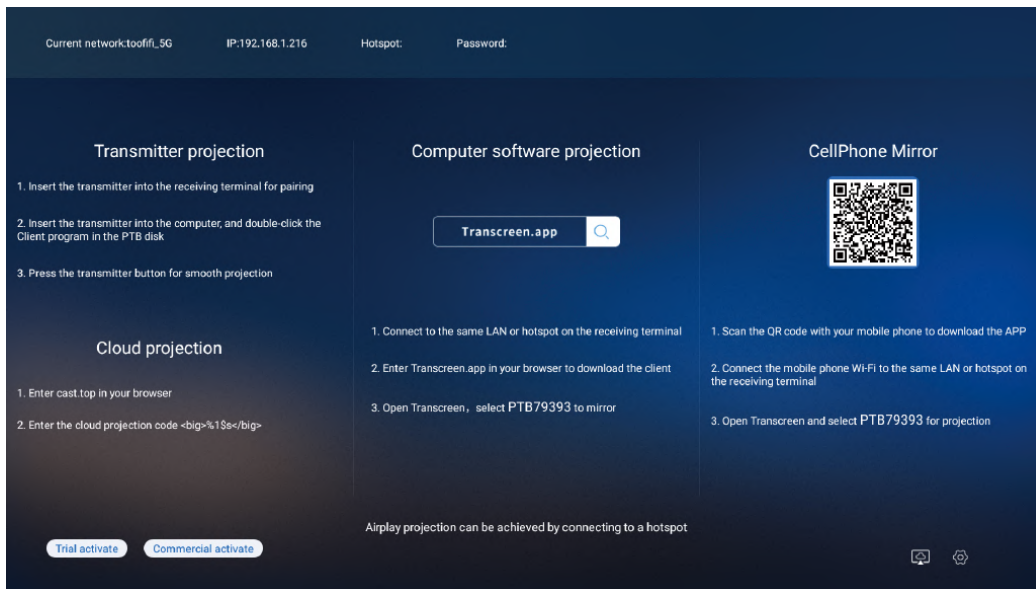 Current network:toofifi_5G IP:192.168.1.216 Hotspot: Password:
Transmitter projection
1. Insert the transmitter into the receiving terminal for pairing
2. Insert the transmitter into the computer, and double-click the
Client program in the PTB disk
3. Press the transmitter button for smooth projection
Cloud projection
1. Enter cast.top in your browser
2. Enter the cloud projection code <big>%1$s</big>
Computer software projection
Transcreen.app
1. Connect to the same LAN or hotspot on the receiving terminal
2. Enter Transcreen.app in your browser to download the client
3. Open Transcreen，select PTB79393 to mirror
CellPhone Mirror
1. Scan the QR code with your mobile phone to download the APP
2. Connect the mobile phone Wi-Fi to the same LAN or hotspot on
the receiving terminal
3. Open Transcreen and select PTB79393 for projection
Airplay projection can be achieved by connecting to a hotspot
Trial activate Commercial activate